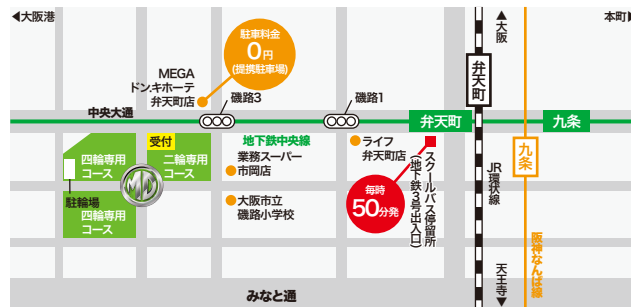 ◀大阪港
本町▶
▲大阪
駐車料金
0円
(提携駐車場)
MEGA
ドン.キホーテ
弁天町店
磯路3
磯路1
弁天町
中央大通
弁天町
九条
受付
地下鉄中央線
四輪専用
コース
二輪専用
コース
業務スーパー
市岡店
ライフ
弁天町店
スクールバス停留所
(地下鉄3号出入口)
九条
JR環状線
駐輪場
四輪専用
コース
大阪市立
磯路小学校
毎時
50分発
阪神なんば線
天王寺▼
みなと通